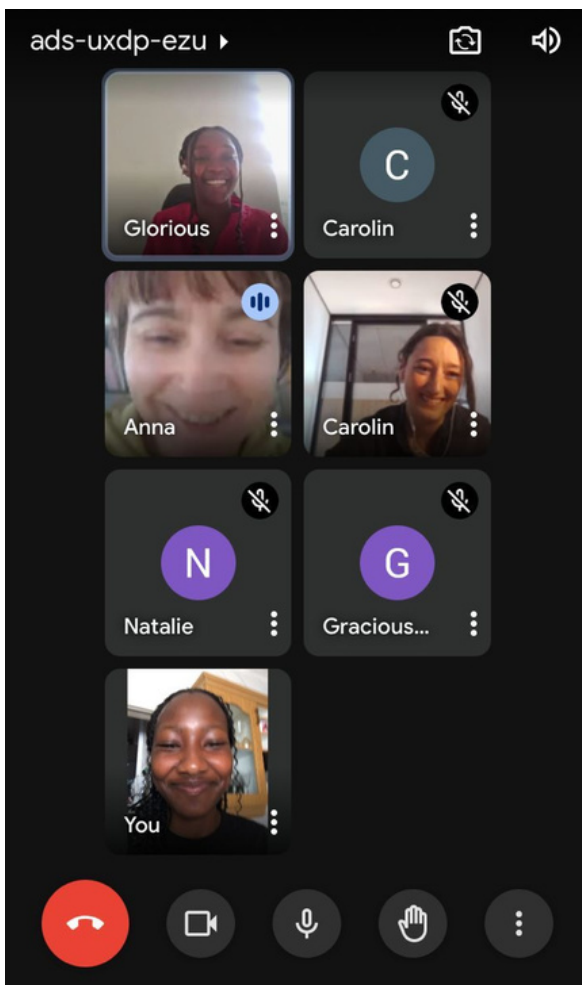 ads-uxdp-ezu
Glorious
C
Carolin
Anna
Carolin
N
Natalie
G
Gracious...
You